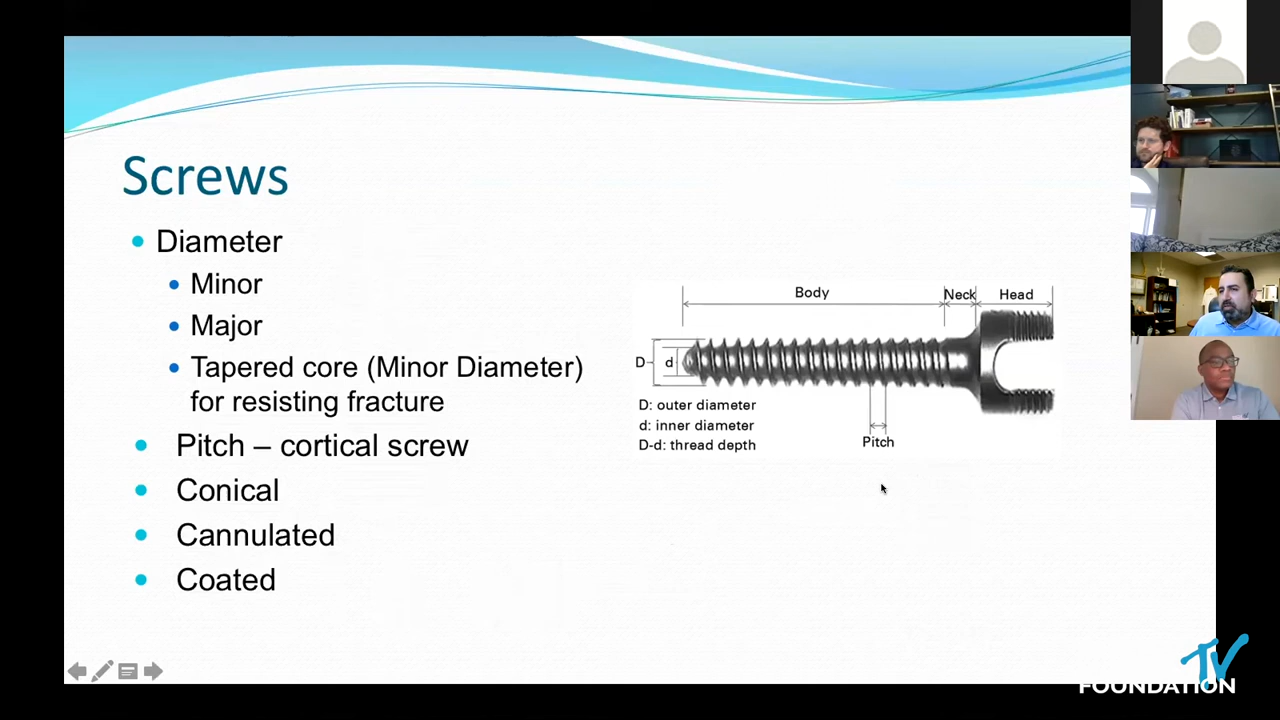 Screws
Diameter
Minor
Major
Tapered core (Minor Diameter)
for resisting fracture
Pitch – cortical screw
Conical
Cannulated
Coated
Body
Neck
Head
D
d
D: outer diameter
d: inner diameter
D-d: thread depth
Pitch
TV
FOUNDATION